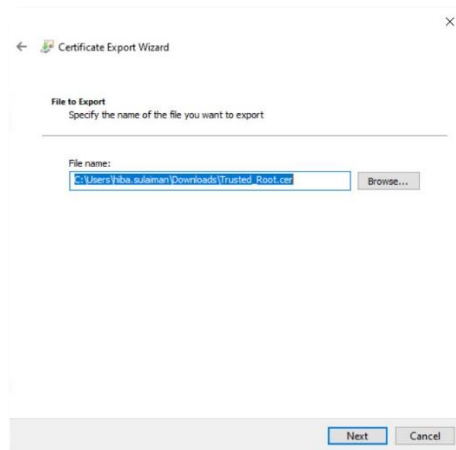 Certificate Export Wizard
File to Export
Specify the name of the file you want to export
File name:
C:\Users\hiba.sulaiman\Downloads\Trusted_Root.cer
Browse...
Next Cancel